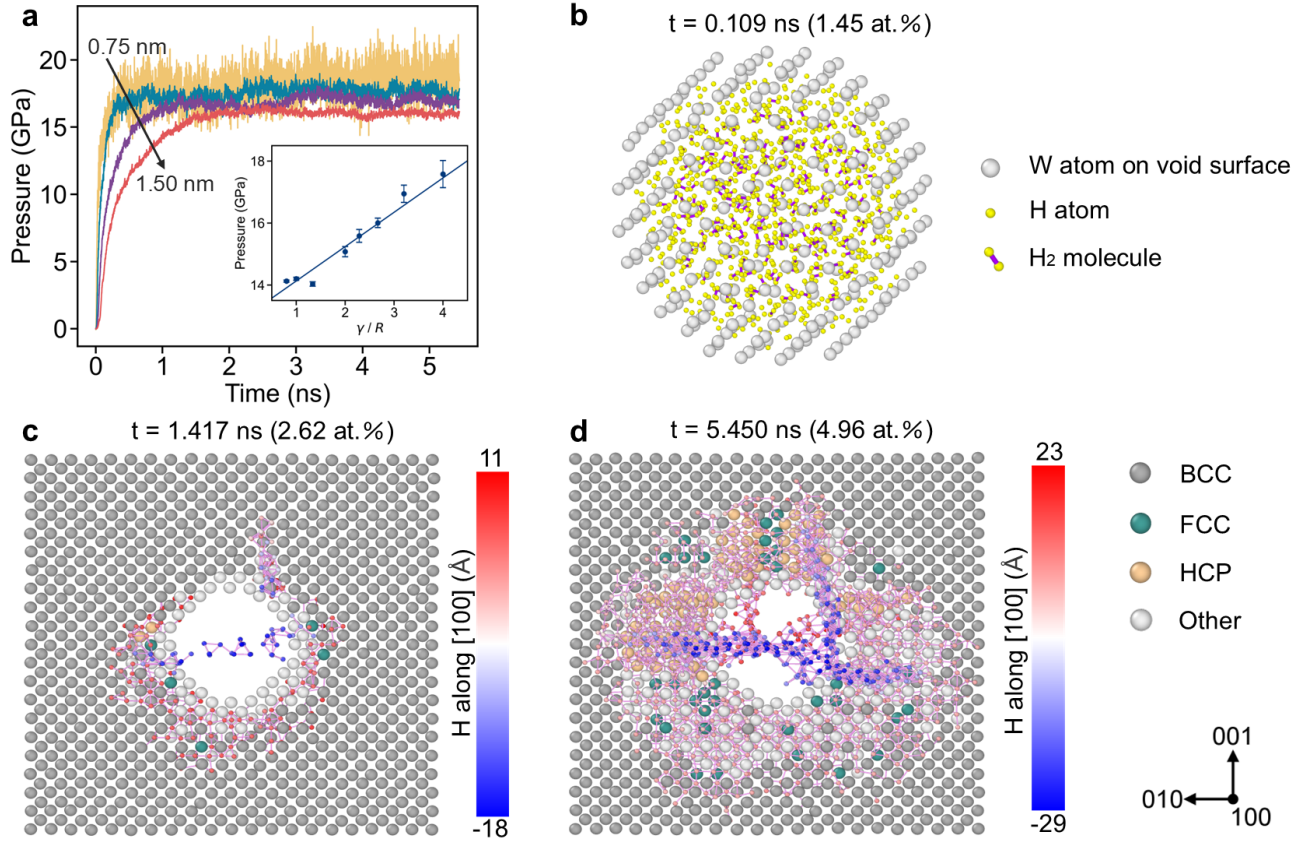 a
0.75 nm
1.50 nm
20
15
10
5
0
Pressure (GPa)
0 1 2 3 4 5
Time (ns)
18
16
14
Pressure (GPa)
1 2 3 4
γ / R
b
t = 0.109 ns (1.45 at.%)
W atom on void surface
H atom
H2 molecule
c
t = 1.417 ns (2.62 at.%)
11
H along [100] (Å)
-18
d
t = 5.450 ns (4.96 at.%)
23
H along [100] (Å)
-29
BCC
FCC
HCP
Other
001
010
100